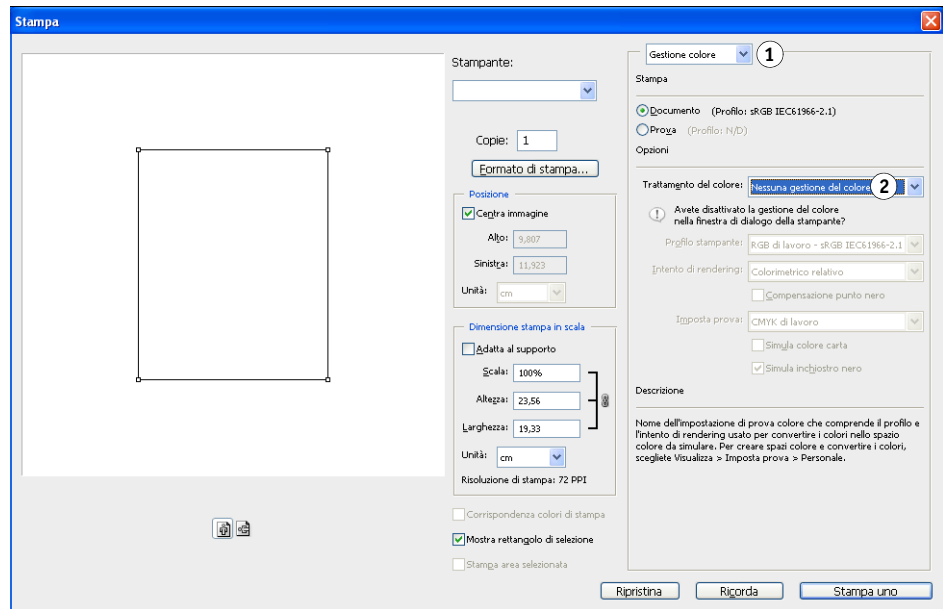 Stampa
Stampante:
Copie: 1
Formato di stampa...
Posizione
Centra immagine
Alto: 9,807
Sinistra: 11,923
Unità: cm
Dimensione stampa in scala
Adatta al supporto
Scala: 100%
Altezza: 23,56
Larghezza: 19,33
Unità: cm
Risoluzione di stampa: 72 PPI
Corrispondenza colori di stampa
Mostra rettangolo di selezione
Stampa area selezionata
Gestione colore 1
Stampa
Documento (Profilo: sRGB IEC61966-2.1)
Prova (Profilo: N/D)
Opzioni
Trattamento del colore: Nessuna gestione del colore 2
Avete disattivato la gestione del colore
nella finestra di dialogo della stampante?
Profilo stampante: RGB di lavoro - sRGB IEC61966-2.1
Intento di rendering: Colorimetrico relativo
Compensazione punto nero
Imposta prova: CMYK di lavoro
Simula colore carta
Simula inchiostro nero
Descrizione
Nome dell'impostazione di prova colore che comprende il profilo e
l'intento di rendering usato per convertire i colori nello spazio
colore da simulare. Per creare spazi colore e convertire i colori,
scegliete Visualizza > Imposta prova > Personale.
Ripristina
Ricorda
Stampa uno